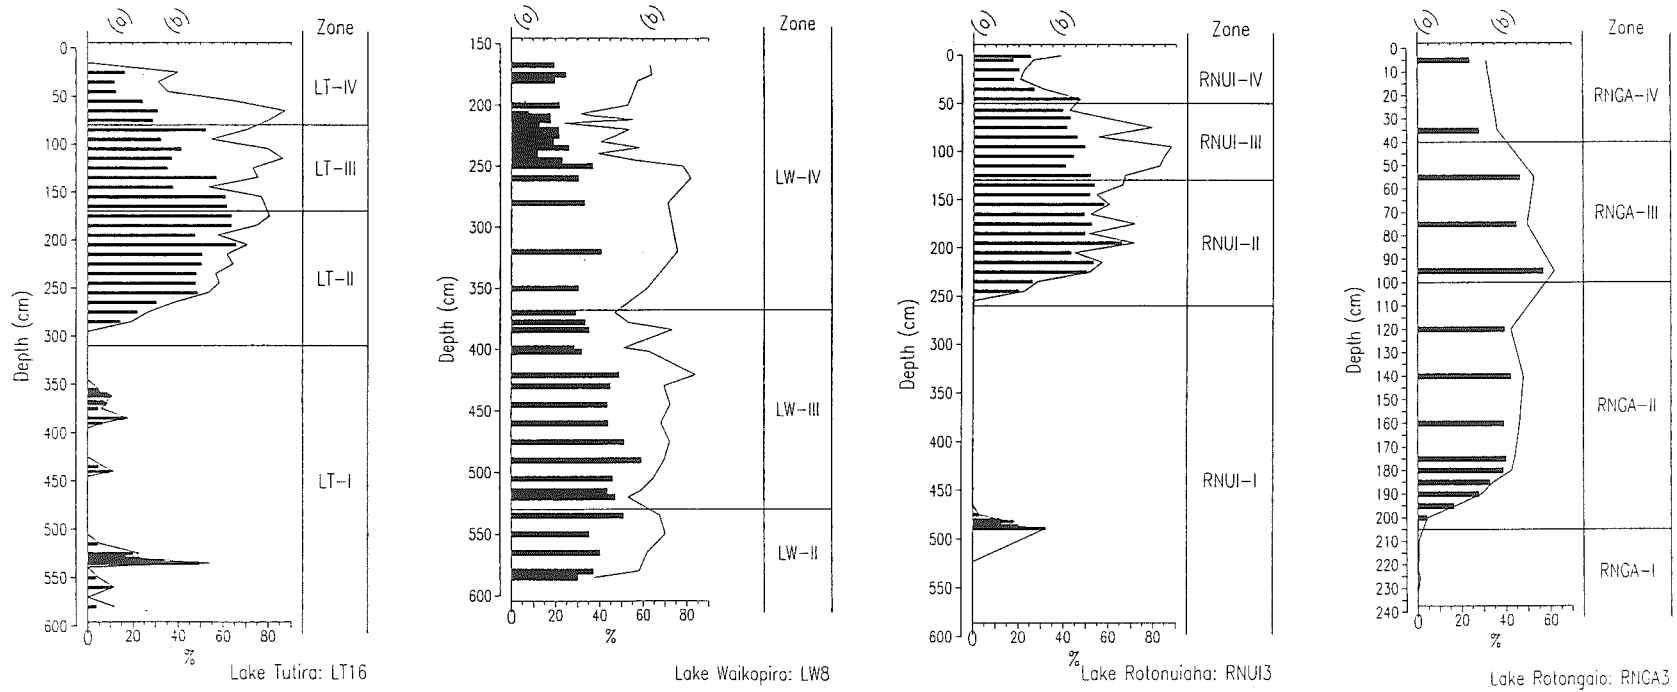 (a) (b) Zone
Depth (cm)
0
50
100
150
200
250
300
350
400
450
500
550
600
LT-IV
LT-III
LT-II
LT-I
0 20 40 60 80
%
Lake Tutira: LT16
(a) (b) Zone
Depth (cm)
150
200
250
300
350
400
450
500
550
600
LW-IV
LW-III
LW-II
0 20 40 60 80
%
Lake Waikopiro: LW8
(a) (b) Zone
Depth (cm)
0
50
100
150
200
250
300
350
400
450
500
550
600
RNUI-IV
RNUI-III
RNUI-II
RNUI-I
0 20 40 60 80
%
Lake Rotonuiaha: RNUI3
(a) (b) Zone
Depth (cm)
0
10
20
30
40
50
60
70
80
90
100
110
120
130
140
150
160
170
180
190
200
210
220
230
240
RNGA-IV
RNGA-III
RNGA-II
RNGA-I
0 20 40 60
%
Lake Rotongaio: RNGA3